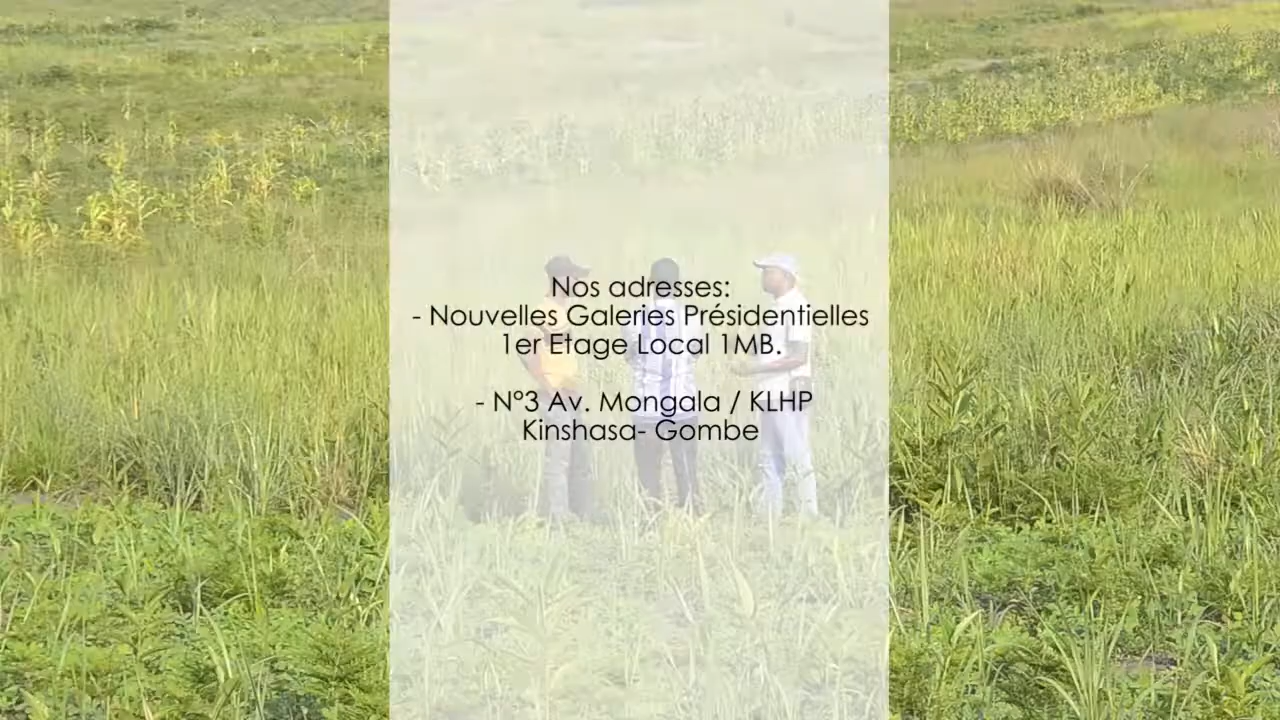 Nos adresses:
- Nouvelles Galeries Présidentielles
1er Etage Local 1MB.
- N°3 Av. Mongala / KLHP
Kinshasa- Gombe